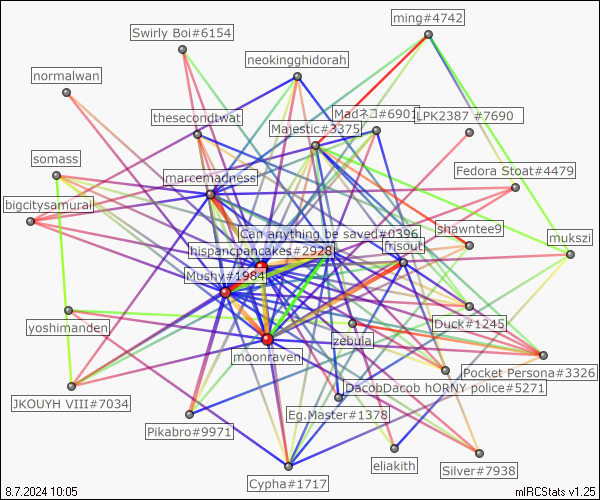 ming#4742
Swirly Boi#6154
neokingghidorah
normalwan
thesecondtwat
Madネコ#6901
LPK2387 #7690
Majestic#3375
somass
marcemadness
Fedora Stoat#4479
bigcitysamurai
Can anything be saved#0396
shawntee9
mukszi
hispancpancakes#2928
frisout
Mushy#1984
yoshimanden
zebula
Duck#1245
moonraven
Pocket Persona#3326
DacobDacob hORNY police#5271
JKOUYH VIII#7034
Eg.Master#1378
Pikabro#9971
eliakith
Silver#7938
Cypha#1717
8.7.2024 10:05
mIRCStats v1.25